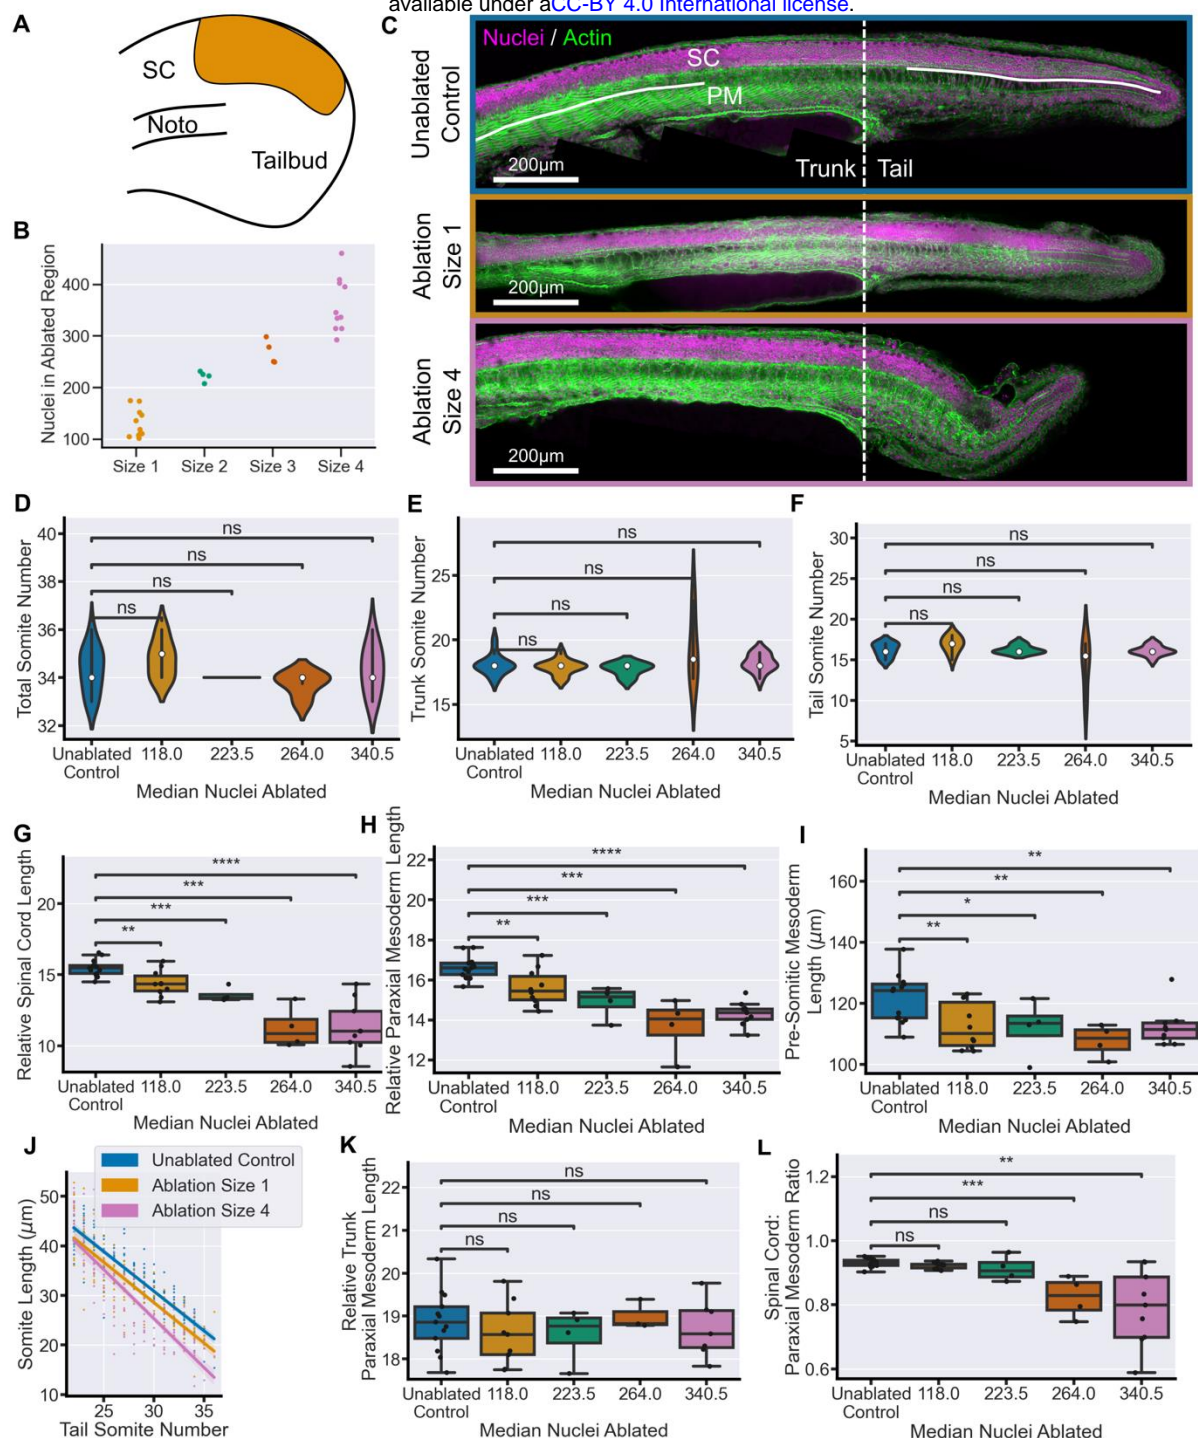 available under aCC-BY 4.0 International license.
A
SC
Noto
Tailbud
B
Nuclei in Ablated Region
400
300
200
100
Size 1 Size 2 Size 3 Size 4
C
Nuclei / Actin
Unablated
Control
SC
PM
200µm
Trunk Tail
Ablation
Size 1
200µm
Ablation
Size 4
200µm
D
Total Somite Number
40
38
36
34
32
ns
ns
ns
ns
Unablated
Control
118.0 223.5 264.0 340.5
Median Nuclei Ablated
E
Trunk Somite Number
25
20
15
ns
ns
ns
ns
Unablated
Control
118.0 223.5 264.0 340.5
Median Nuclei Ablated
F
Tail Somite Number
30
25
20
15
10
5
ns
ns
ns
ns
Unablated
Control
118.0 223.5 264.0 340.5
Median Nuclei Ablated
G
Relative Spinal Cord Length
20
15
10
****
***
***
**
Unablated
Control
118.0 223.5 264.0 340.5
Median Nuclei Ablated
H
Relative Paraxial Mesoderm Length
22
20
18
16
14
12
****
***
***
**
Unablated
Control
118.0 223.5 264.0 340.5
Median Nuclei Ablated
I
Pre-Somitic Mesoderm
Length (µm)
160
140
120
100
**
**
*
**
Unablated
Control
118.0 223.5 264.0 340.5
Median Nuclei Ablated
J
Unablated Control
Ablation Size 1
Ablation Size 4
Somite Length (µm)
50
40
30
20
10
25 30 35
Tail Somite Number
K
Relative Trunk
Paraxial Mesoderm Length
22
21
20
19
18
ns
ns
ns
ns
Unablated
Control
118.0 223.5 264.0 340.5
Median Nuclei Ablated
L
Spinal Cord:
Paraxial Mesoderm Ratio
1.2
1.0
0.8
0.6
**
***
ns
ns
Unablated
Control
118.0 223.5 264.0 340.5
Median Nuclei Ablated